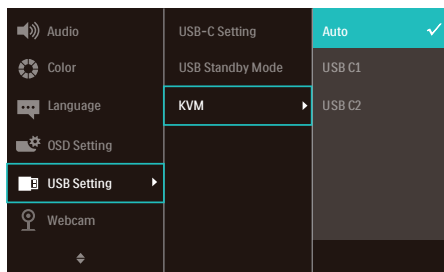 Audio
Color
Language
OSD Setting
USB Setting
Webcam
USB-C Setting
USB Standby Mode
KVM
Auto
USB C1
USB C2